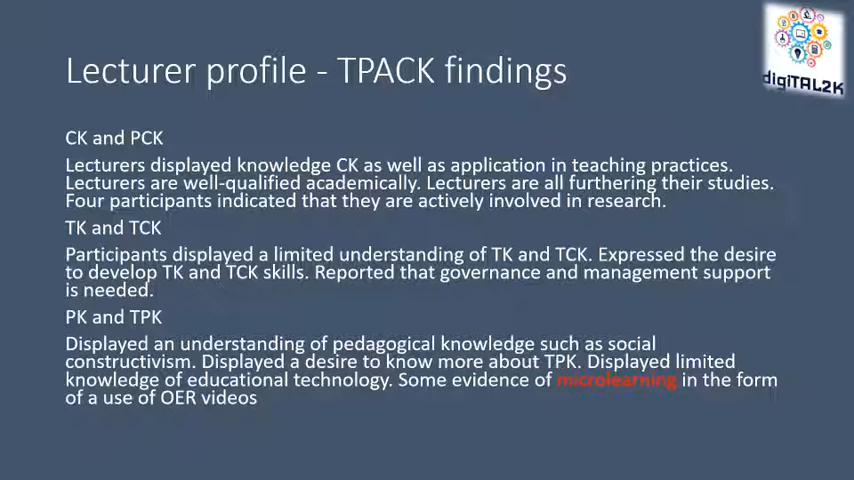 Lecturer profile - TPACK findings
digiTAL2K
CK and PCK
Lecturers displayed knowledge CK as well as application in teaching practices.
Lecturers are well-qualified academically. Lecturers are all furthering their studies.
Four participants indicated that they are actively involved in research.
TK and TCK
Participants displayed a limited understanding of TK and TCK. Expressed the desire
to develop TK and TCK skills. Reported that governance and management support
is needed.
PK and TPK
Displayed an understanding of pedagogical knowledge such as social
constructivism. Displayed a desire to know more about TPK. Displayed limited
knowledge of educational technology. Some evidence of microlearning in the form
of a use of OER videos